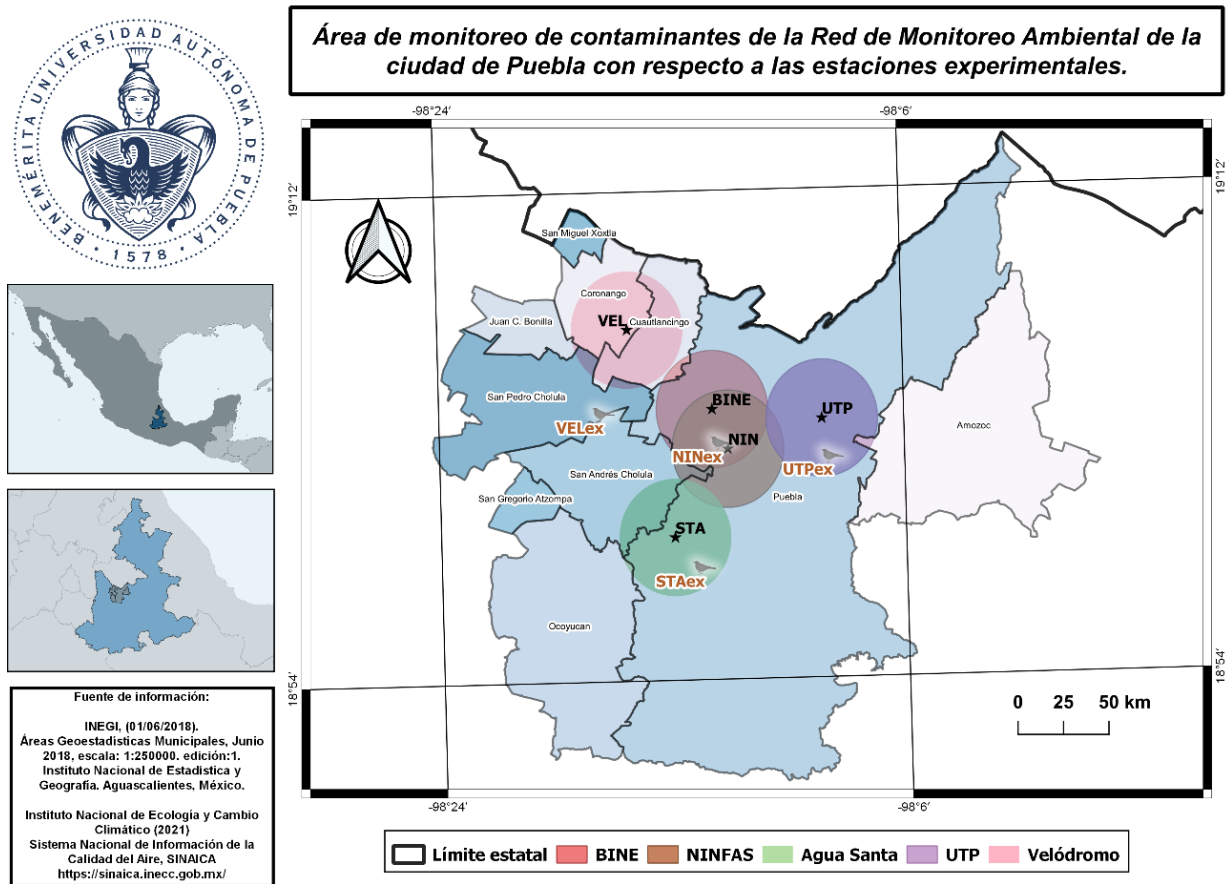 BENEMÉRITA UNIVERSIDAD AUTÓNOMA DE PUEBLA
· 1578 ·
Área de monitoreo de contaminantes de la Red de Monitoreo Ambiental de la
ciudad de Puebla con respecto a las estaciones experimentales.
-98°24′
-98°6′
19°12′
19°12′
San Miguel Xoxtla
Coronango
Juan C. Bonilla
VEL
Cuautlancingo
San Pedro Cholula
VELex
BINE
UTP
NIN
NINex
UTPex
Amozoc
San Andrés Cholula
San Gregorio Atzompa
Puebla
STA
STAex
Ocoyucan
18°54′
18°54′
0 25 50 km
-98°24′
-98°6′
Fuente de información:
INEGI, (01/06/2018).
Áreas Geoestadísticas Municipales, Junio
2018, escala: 1:250000. edición:1.
Instituto Nacional de Estadistica y
Geografía. Aguascalientes, México.
Instituto Nacional de Ecología y Cambio
Climático (2021)
Sistema Nacional de Información de la
Calidad del Aire, SINAICA
https://sinaica.inecc.gob.mx/
Límite estatal BINE NINFAS Agua Santa UTP Velódromo